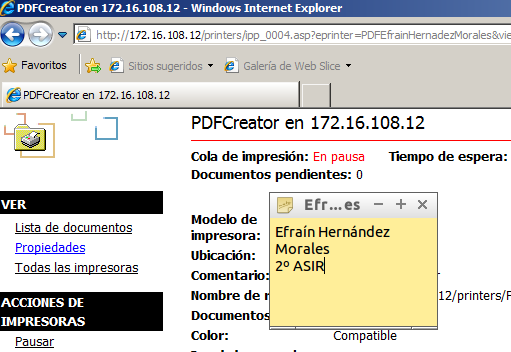 PDFCreator en 172.16.108.12 - Windows Internet Explorer
http://172.16.108.12/printers/ipp_0004.asp?eprinter=PDFEfrainHernadezMorales&vie
Favoritos Sitios sugeridos Galería de Web Slice
PDFCreator en 172.16.108.12
PDFCreator en 172.16.108.12
Cola de impresión: En pausa Tiempo de espera:
Documentos pendientes: 0
VER
Lista de documentos
Propiedades
Todas las impresoras
ACCIONES DE
IMPRESORAS
Pausar
Modelo de
impresora:
Ubicación:
Comentario:
Nombre de r
12/printers/F
Documentos
Color: Compatible
Efr...es
Efraín Hernández
Morales
2º ASIR